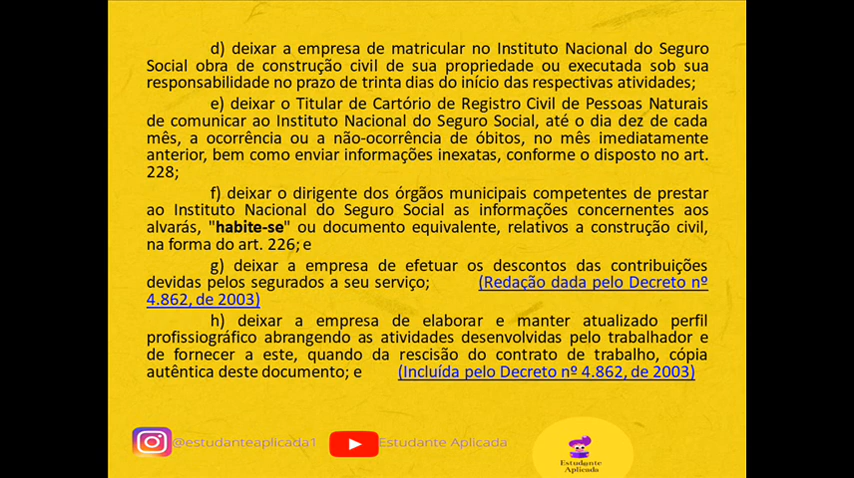 d) deixar a empresa de matricular no Instituto Nacional do Seguro
Social obra de construção civil de sua propriedade ou executada sob sua
responsabilidade no prazo de trinta dias do início das respectivas atividades;
e) deixar o Titular de Cartório de Registro Civil de Pessoas Naturais
de comunicar ao Instituto Nacional do Seguro Social, até o dia dez de cada
mês, a ocorrência ou a não-ocorrência de óbitos, no mês imediatamente
anterior, bem como enviar informações inexatas, conforme o disposto no art.
228;
f) deixar o dirigente dos órgãos municipais competentes de prestar
ao Instituto Nacional do Seguro Social as informações concernentes aos
alvarás, "habite-se" ou documento equivalente, relativos a construção civil,
na forma do art. 226; e
g) deixar a empresa de efetuar os descontos das contribuições
devidas pelos segurados a seu serviço; (Redação dada pelo Decreto nº
4.862, de 2003)
h) deixar a empresa de elaborar e manter atualizado perfil
profissiográfico abrangendo as atividades desenvolvidas pelo trabalhador e
de fornecer a este, quando da rescisão do contrato de trabalho, cópia
autêntica deste documento; e (Incluída pelo Decreto nº 4.862, de 2003)
@estudanteaplicada1 Estudante Aplicada
Estudante
Aplicada